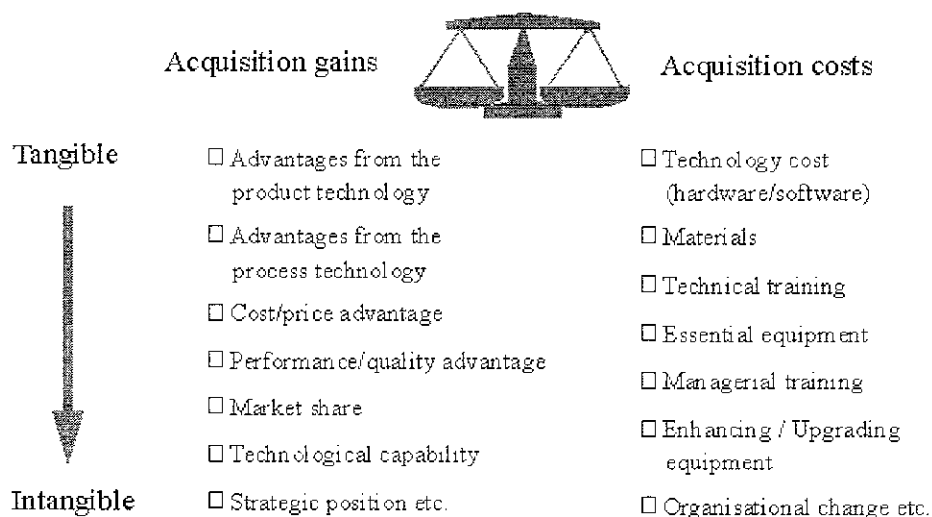 Acquisition gains
Acquisition costs
Tangible
☐ Advantages from the
product technology
☐ Advantages from the
process technology
☐ Cost/price advantage
☐ Performance/quality advantage
☐ Market share
☐ Technological capability
☐ Strategic position etc.
☐ Technology cost
(hardware/software)
☐ Materials
☐ Technical training
☐ Essential equipment
☐ Managerial training
☐ Enhancing / Upgrading
equipment
☐ Organisational change etc.
Intangible